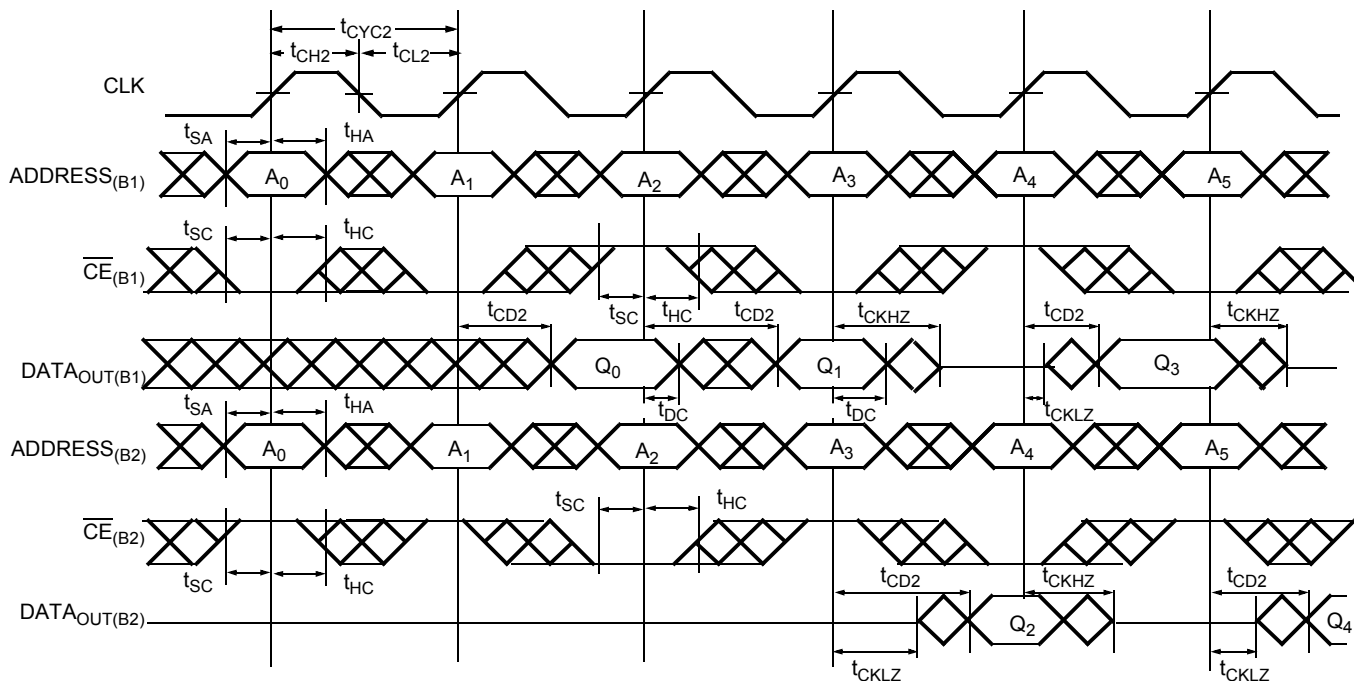 tCYC2
tCH2 tCL2
CLK
tSA tHA
ADDRESS(B1) A0 A1 A2 A3 A4 A5
tSC tHC
CE(B1)
tCD2 tSC tHC tCD2 tCKHZ tCD2 tCKHZ
DATAOUT(B1) Q0 Q1 Q3
tSA tHA tDC tDC tCKLZ
ADDRESS(B2) A0 A1 A2 A3 A4 A5
tSC tHC
CE(B2)
tSC tHC tCD2 tCKHZ tCD2
DATAOUT(B2) Q2 Q4
tCKLZ tCKLZ